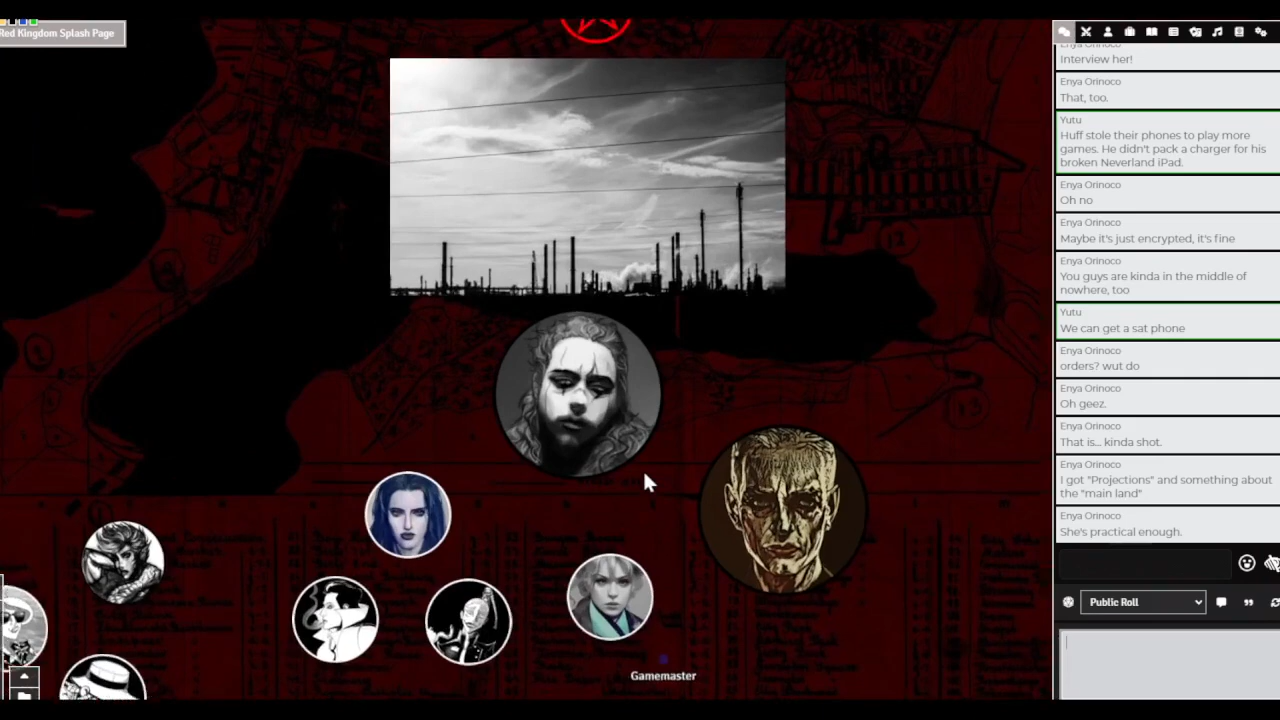 Red Kingdom Splash Page
Enya Orinoco
Interview her!
Enya Orinoco
That, too.
Yutu
Huff stole their phones to play more
games. He didn't pack a charger for his
broken Neverland iPad.
Enya Orinoco
Oh no
Enya Orinoco
Maybe it's just encrypted, it's fine
Enya Orinoco
You guys are kinda in the middle of
nowhere, too
Yutu
We can get a sat phone
Enya Orinoco
orders? wut do
Enya Orinoco
Oh geez.
Enya Orinoco
That is... kinda shot.
Enya Orinoco
I got "Projections" and something about
the "main land"
Enya Orinoco
She's practical enough.
Public Roll
Gamemaster